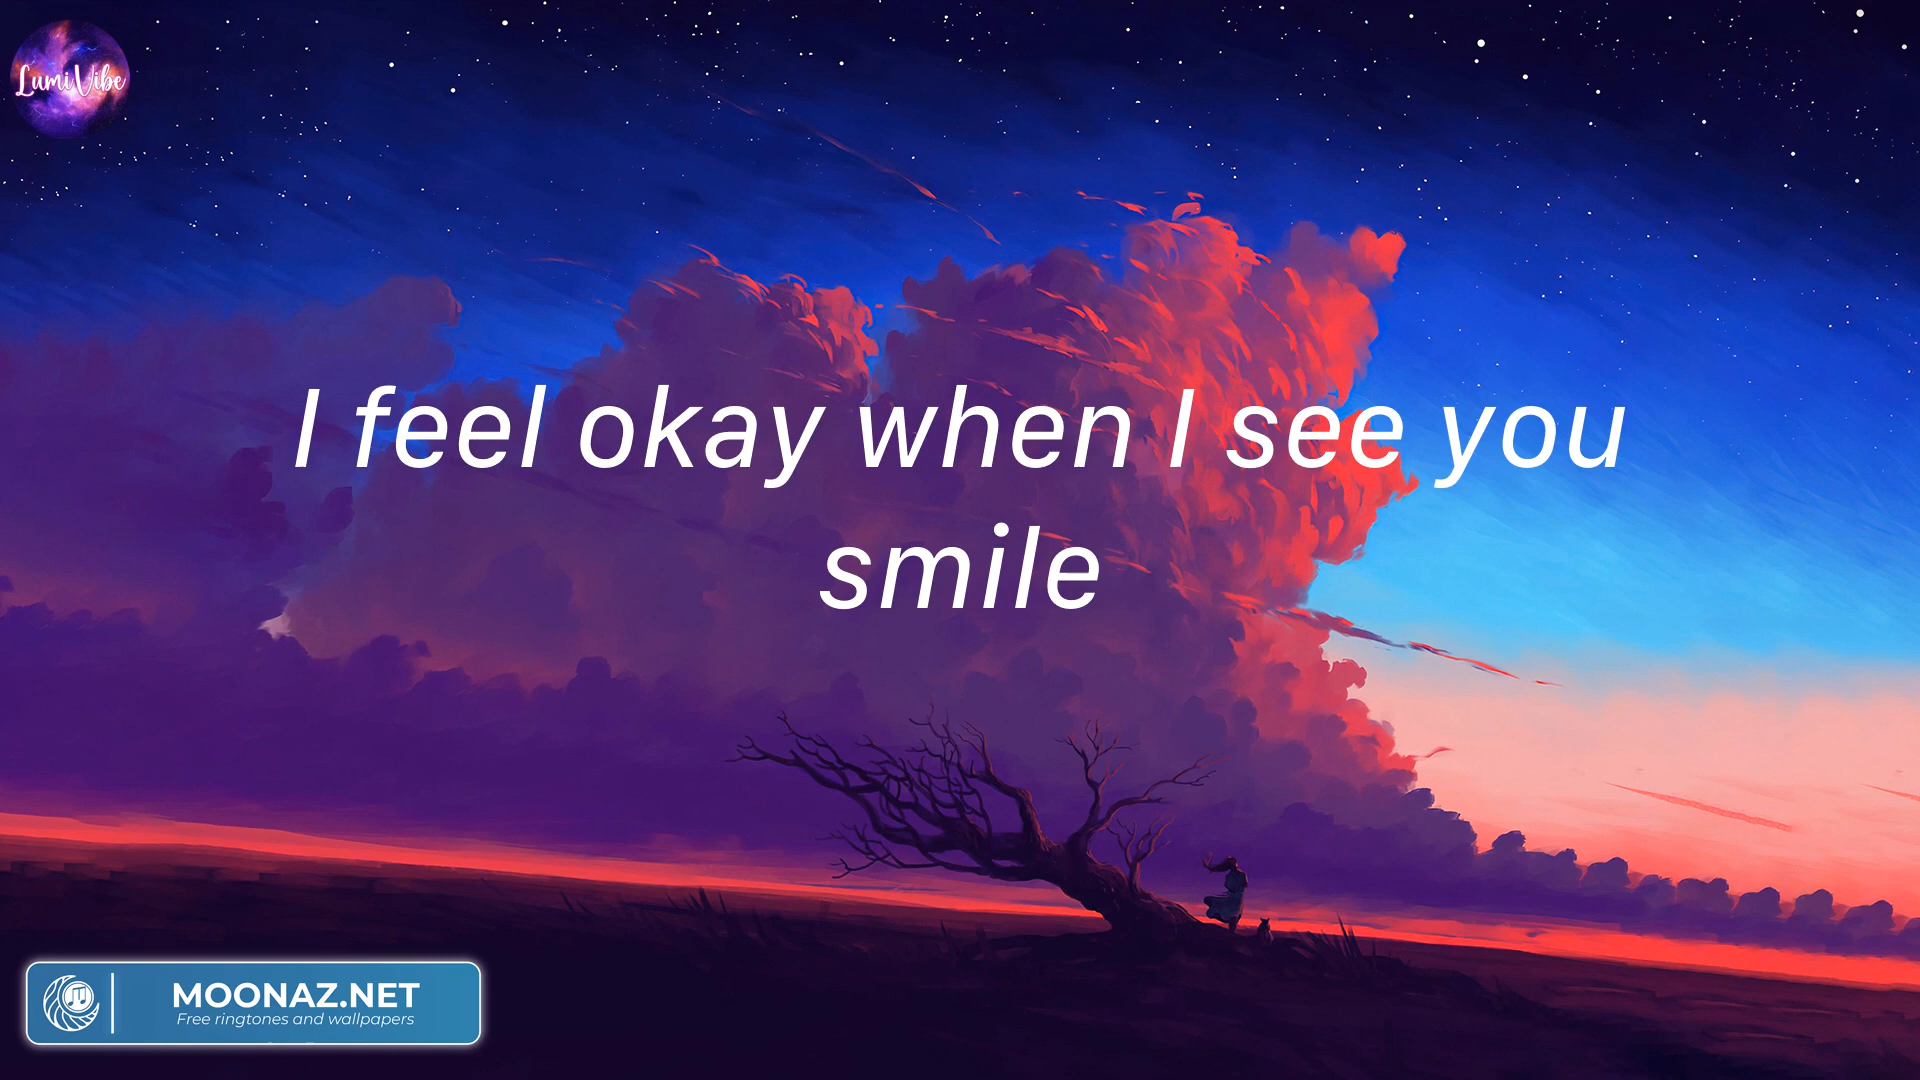 LumiVibe
I feel okay when I see you
smile
MOONAZ.NET
Free ringtones and wallpapers